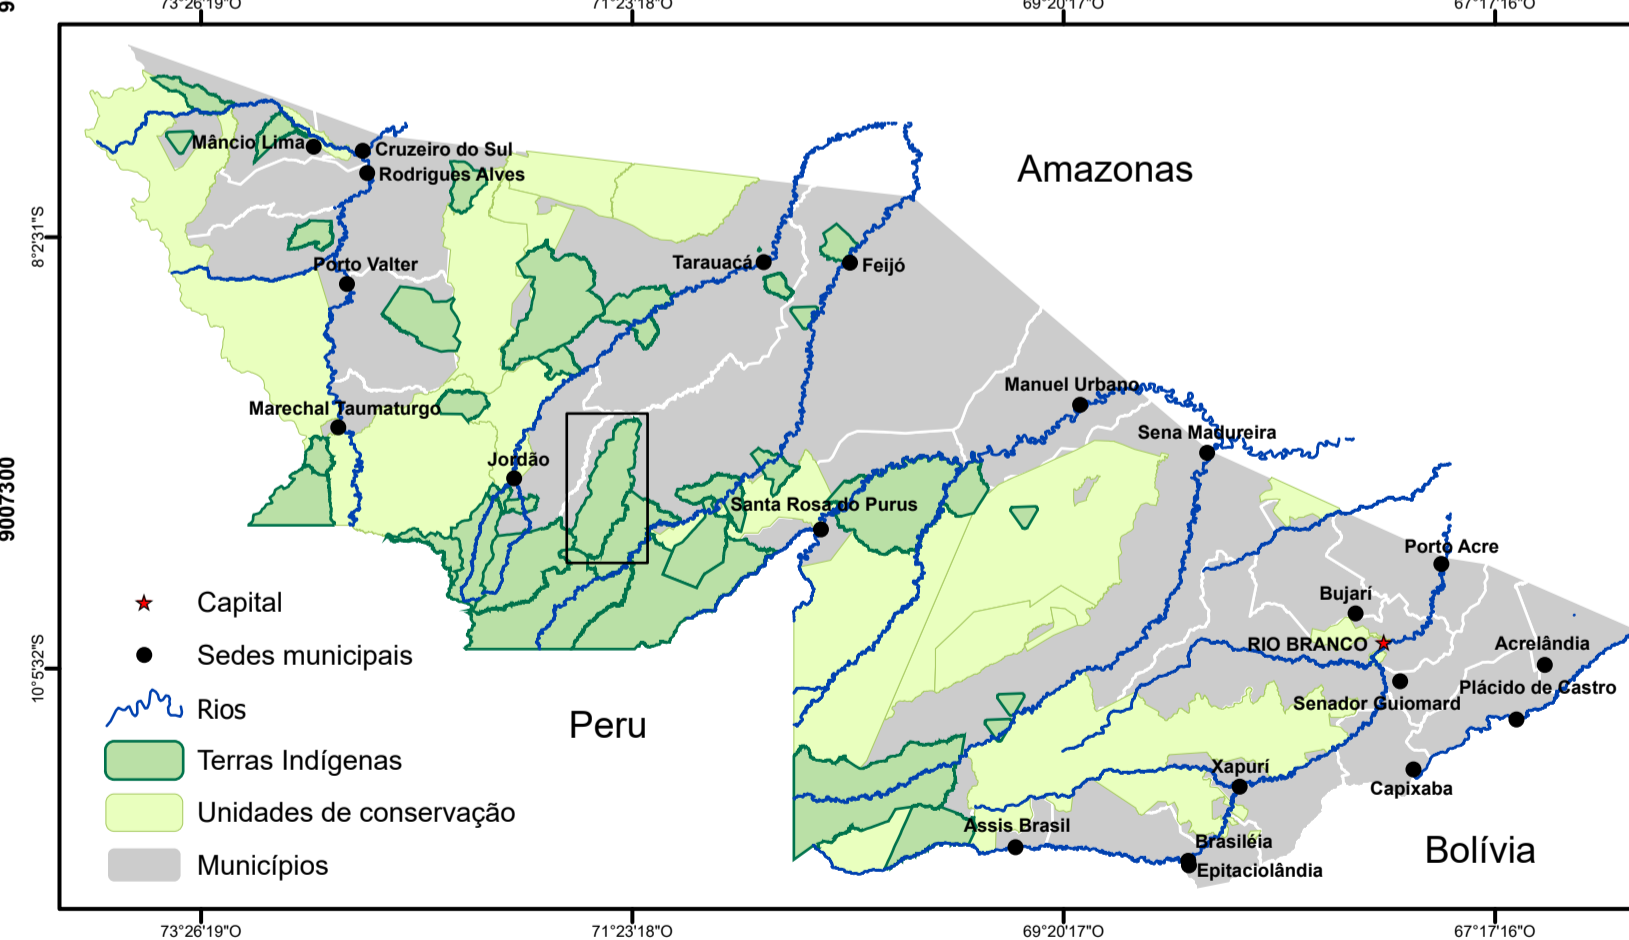 73°26'19"O 71°23'18"O 69°20'17"O 67°17'16"O
Amazonas
Mâncio Lima
Cruzeiro do Sul
Rodrigues Alves
8°2'31"S
Porto Valter
Tarauacá
Feijó
Manuel Urbano
Marechal Taumaturgo
Sena Madureira
Jordão
9007300
Santa Rosa do Purus
Porto Acre
Bujarí
Capital
RIO BRANCO
Acrelândia
Sedes municipais
10°5'32"S
Plácido de Castro
Senador Guiomard
Rios
Peru
Terras Indígenas
Xapurí
Capixaba
Unidades de conservação
Assis Brasil
Brasiléia
Bolívia
Municípios
Epitaciolândia
73°26'19"O 71°23'18"O 69°20'17"O 67°17'16"O